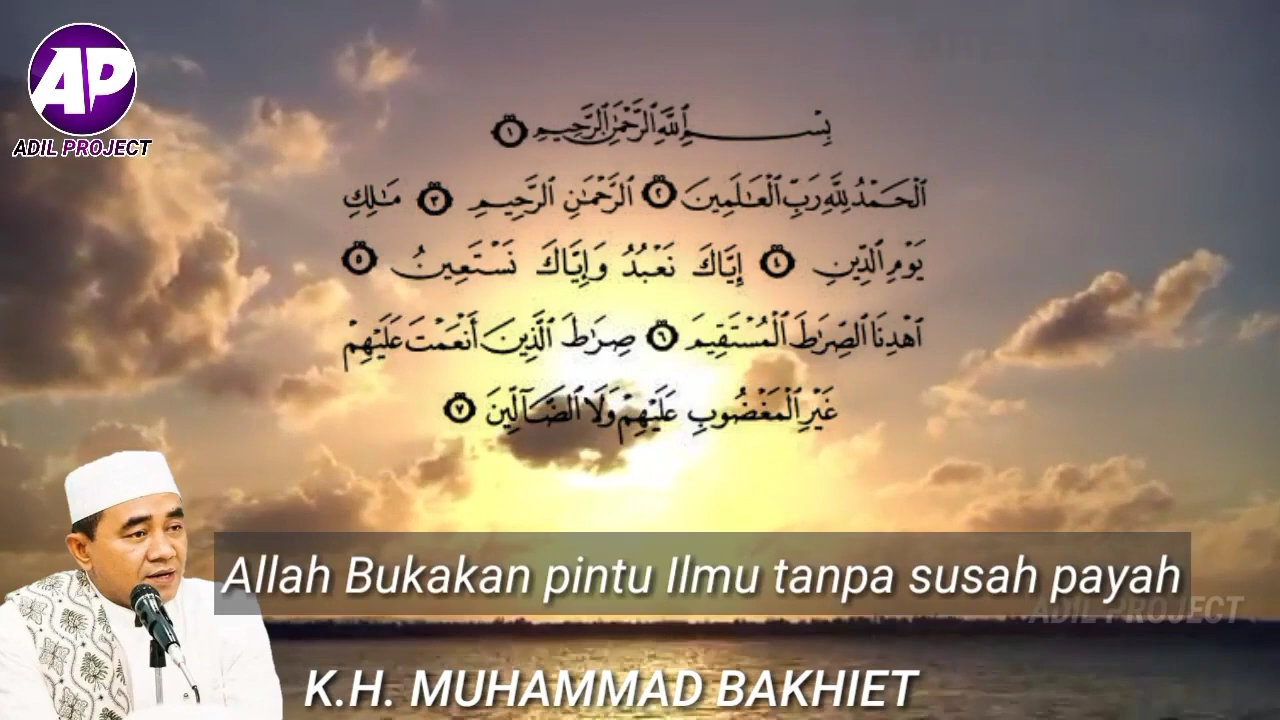 AP
ADIL PROJECT
بِسْمِ اللَّهِ الرَّحْمَٰنِ الرَّحِيمِ ١
الْحَمْدُ لِلَّهِ رَبِّ الْعَالَمِينَ ٢ الرَّحْمَٰنِ الرَّحِيمِ ٣ مَالِكِ
يَوْمِ الدِّينِ ٤ إِيَّاكَ نَعْبُدُ وَإِيَّاكَ نَسْتَعِينُ ٥
اهْدِنَا الصِّرَاطَ الْمُسْتَقِيمَ ٦ صِرَاطَ الَّذِينَ أَنْعَمْتَ عَلَيْهِمْ
غَيْرِ الْمَغْضُوبِ عَلَيْهِمْ وَلَا الضَّآلِّينَ ٧
Allah Bukakan pintu Ilmu tanpa susah payah
ADIL PROJECT
K.H. MUHAMMAD BAKHIET